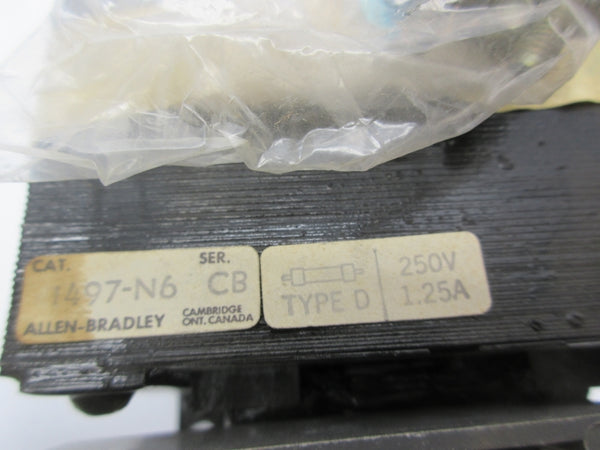 CAT. SER.
1497-N6 CB
ALLEN-BRADLEY CAMBRIDGE ONT. CANADA
TYPE D
250V
1.25A